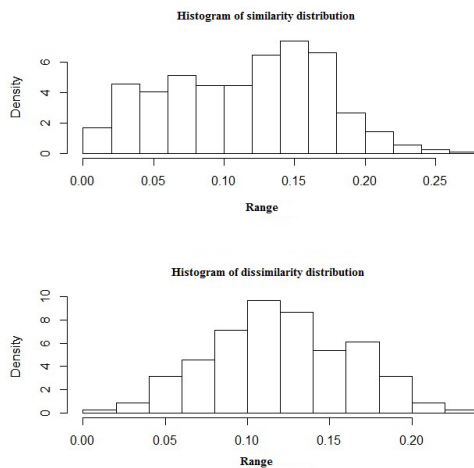 Histogram of similarity distribution
Density
6
4
2
0
0.00 0.05 0.10 0.15 0.20 0.25
Range
Histogram of dissimilarity distribution
Density
10
8
6
4
2
0
0.00 0.05 0.10 0.15 0.20
Range